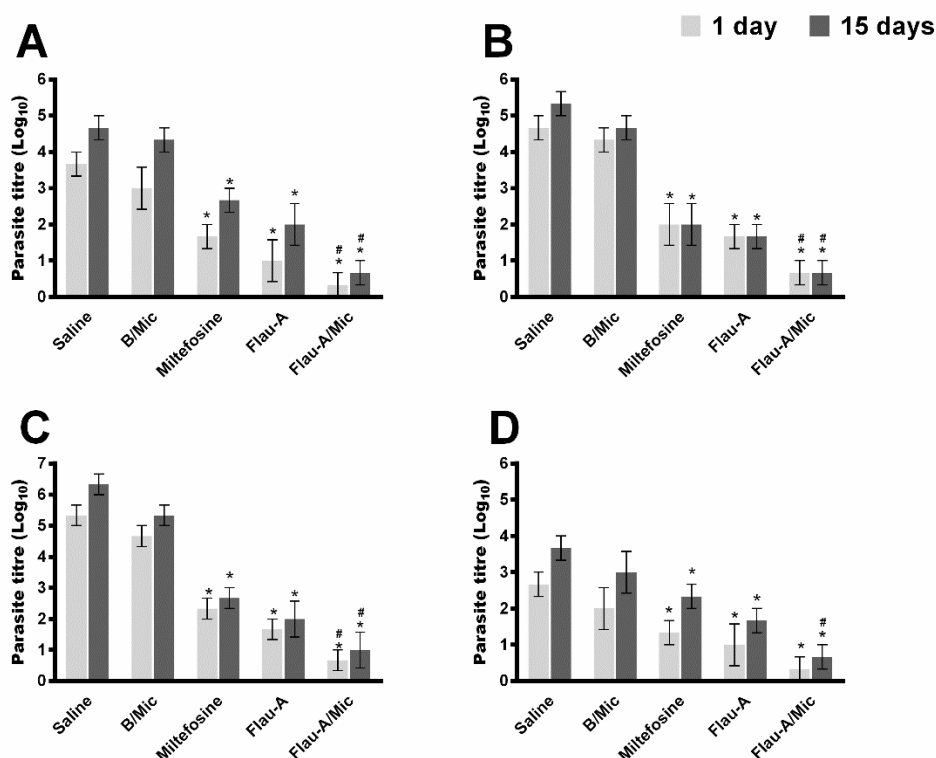 1 day 15 days
A
Parasite titre (Log10)
6
5
4
3
2
1
0
* * * * # * # *
Saline
B/Mic
Miltefosine
Flau-A
Flau-A/Mic
B
Parasite titre (Log10)
6
5
4
3
2
1
0
* * * * # * # *
Saline
B/Mic
Miltefosine
Flau-A
Flau-A/Mic
C
Parasite titre (Log10)
7
6
5
4
3
2
1
0
* * * * # * # *
Saline
B/Mic
Miltefosine
Flau-A
Flau-A/Mic
D
Parasite titre (Log10)
6
5
4
3
2
1
0
* * * * * # *
Saline
B/Mic
Miltefosine
Flau-A
Flau-A/Mic